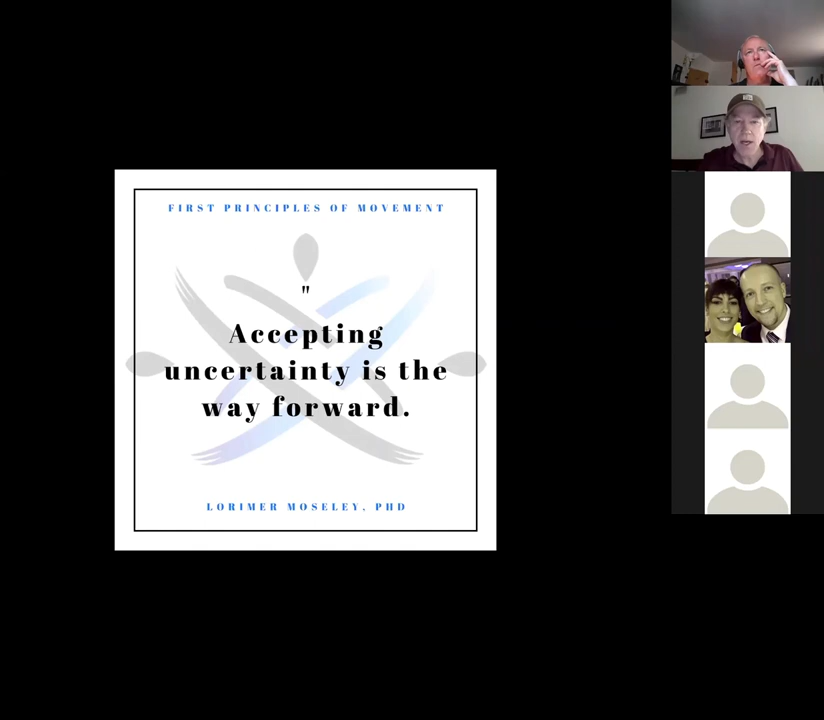 FIRST PRINCIPLES OF MOVEMENT
"
Accepting
uncertainty is the
way forward.
LORIMER MOSELEY, PHD